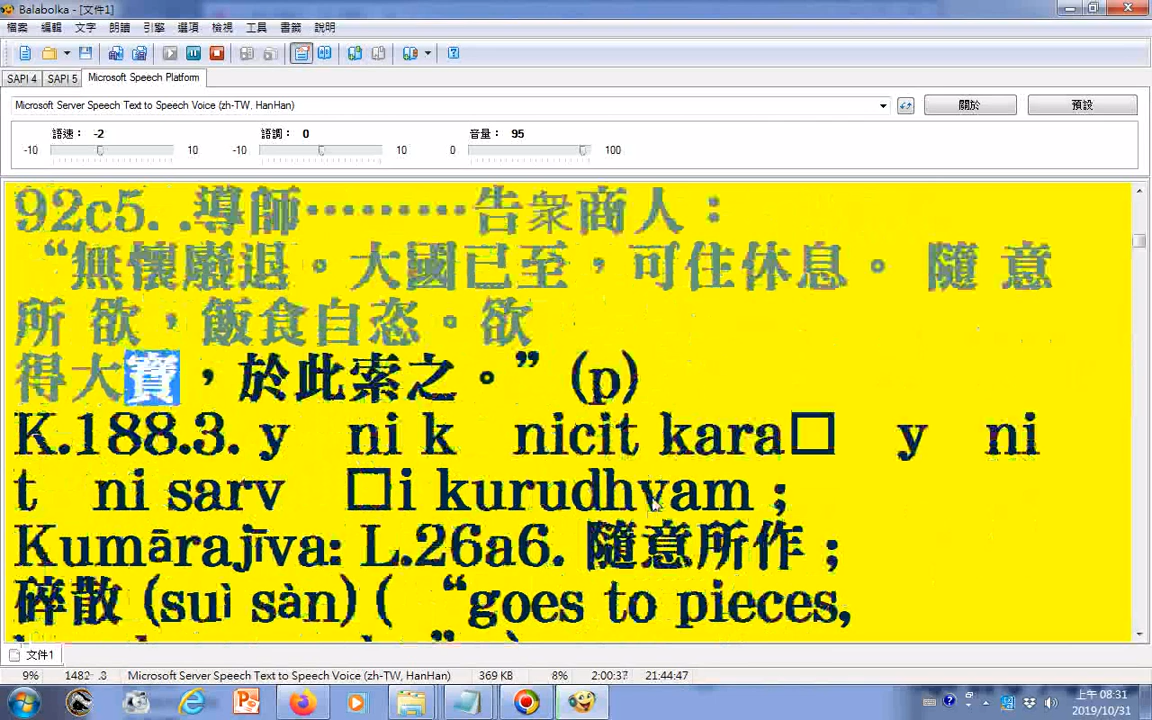 Balabolka - [文件1]
檔案 編輯 文字 朗讀 引擎 選項 檢視 工具 書籤 說明
SAPI 4 SAPI 5 Microsoft Speech Platform
Microsoft Server Speech Text to Speech Voice (zh-TW, HanHan) 關於 預設
語速： -2 語調： 0 音量： 95
-10 10 -10 10 0 100
92c5. .導師‧‧‧‧‧‧‧‧‧告衆商人：
“無懷廢退。大國已至，可住休息。 隨 意
所 欲，飯食自恣。欲
得大寶，於此索之。” (p)
K.188.3. y ni k nicit kara□ y ni
t ni sarv □i kurudhvam；
Kumārajīva: L.26a6. 隨意所作；
碎散 (suì sàn) ( “goes to pieces,
文件1
9% 1482 .3 Microsoft Server Speech Text to Speech Voice (zh-TW, HanHan) 369 KB 8% 2:00:37 21:44:47
上午 08:31
2019/10/31